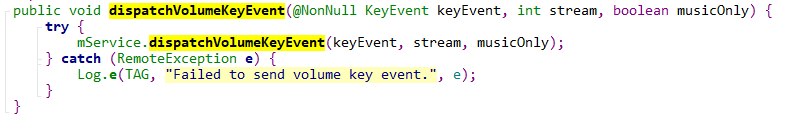 public void dispatchVolumeKeyEvent(@NonNull KeyEvent keyEvent, int stream, boolean musicOnly) {
    try {
        mService.dispatchVolumeKeyEvent(keyEvent, stream, musicOnly);
    } catch (RemoteException e) {
        Log.e(TAG, "Failed to send volume key event.", e);
    }
}